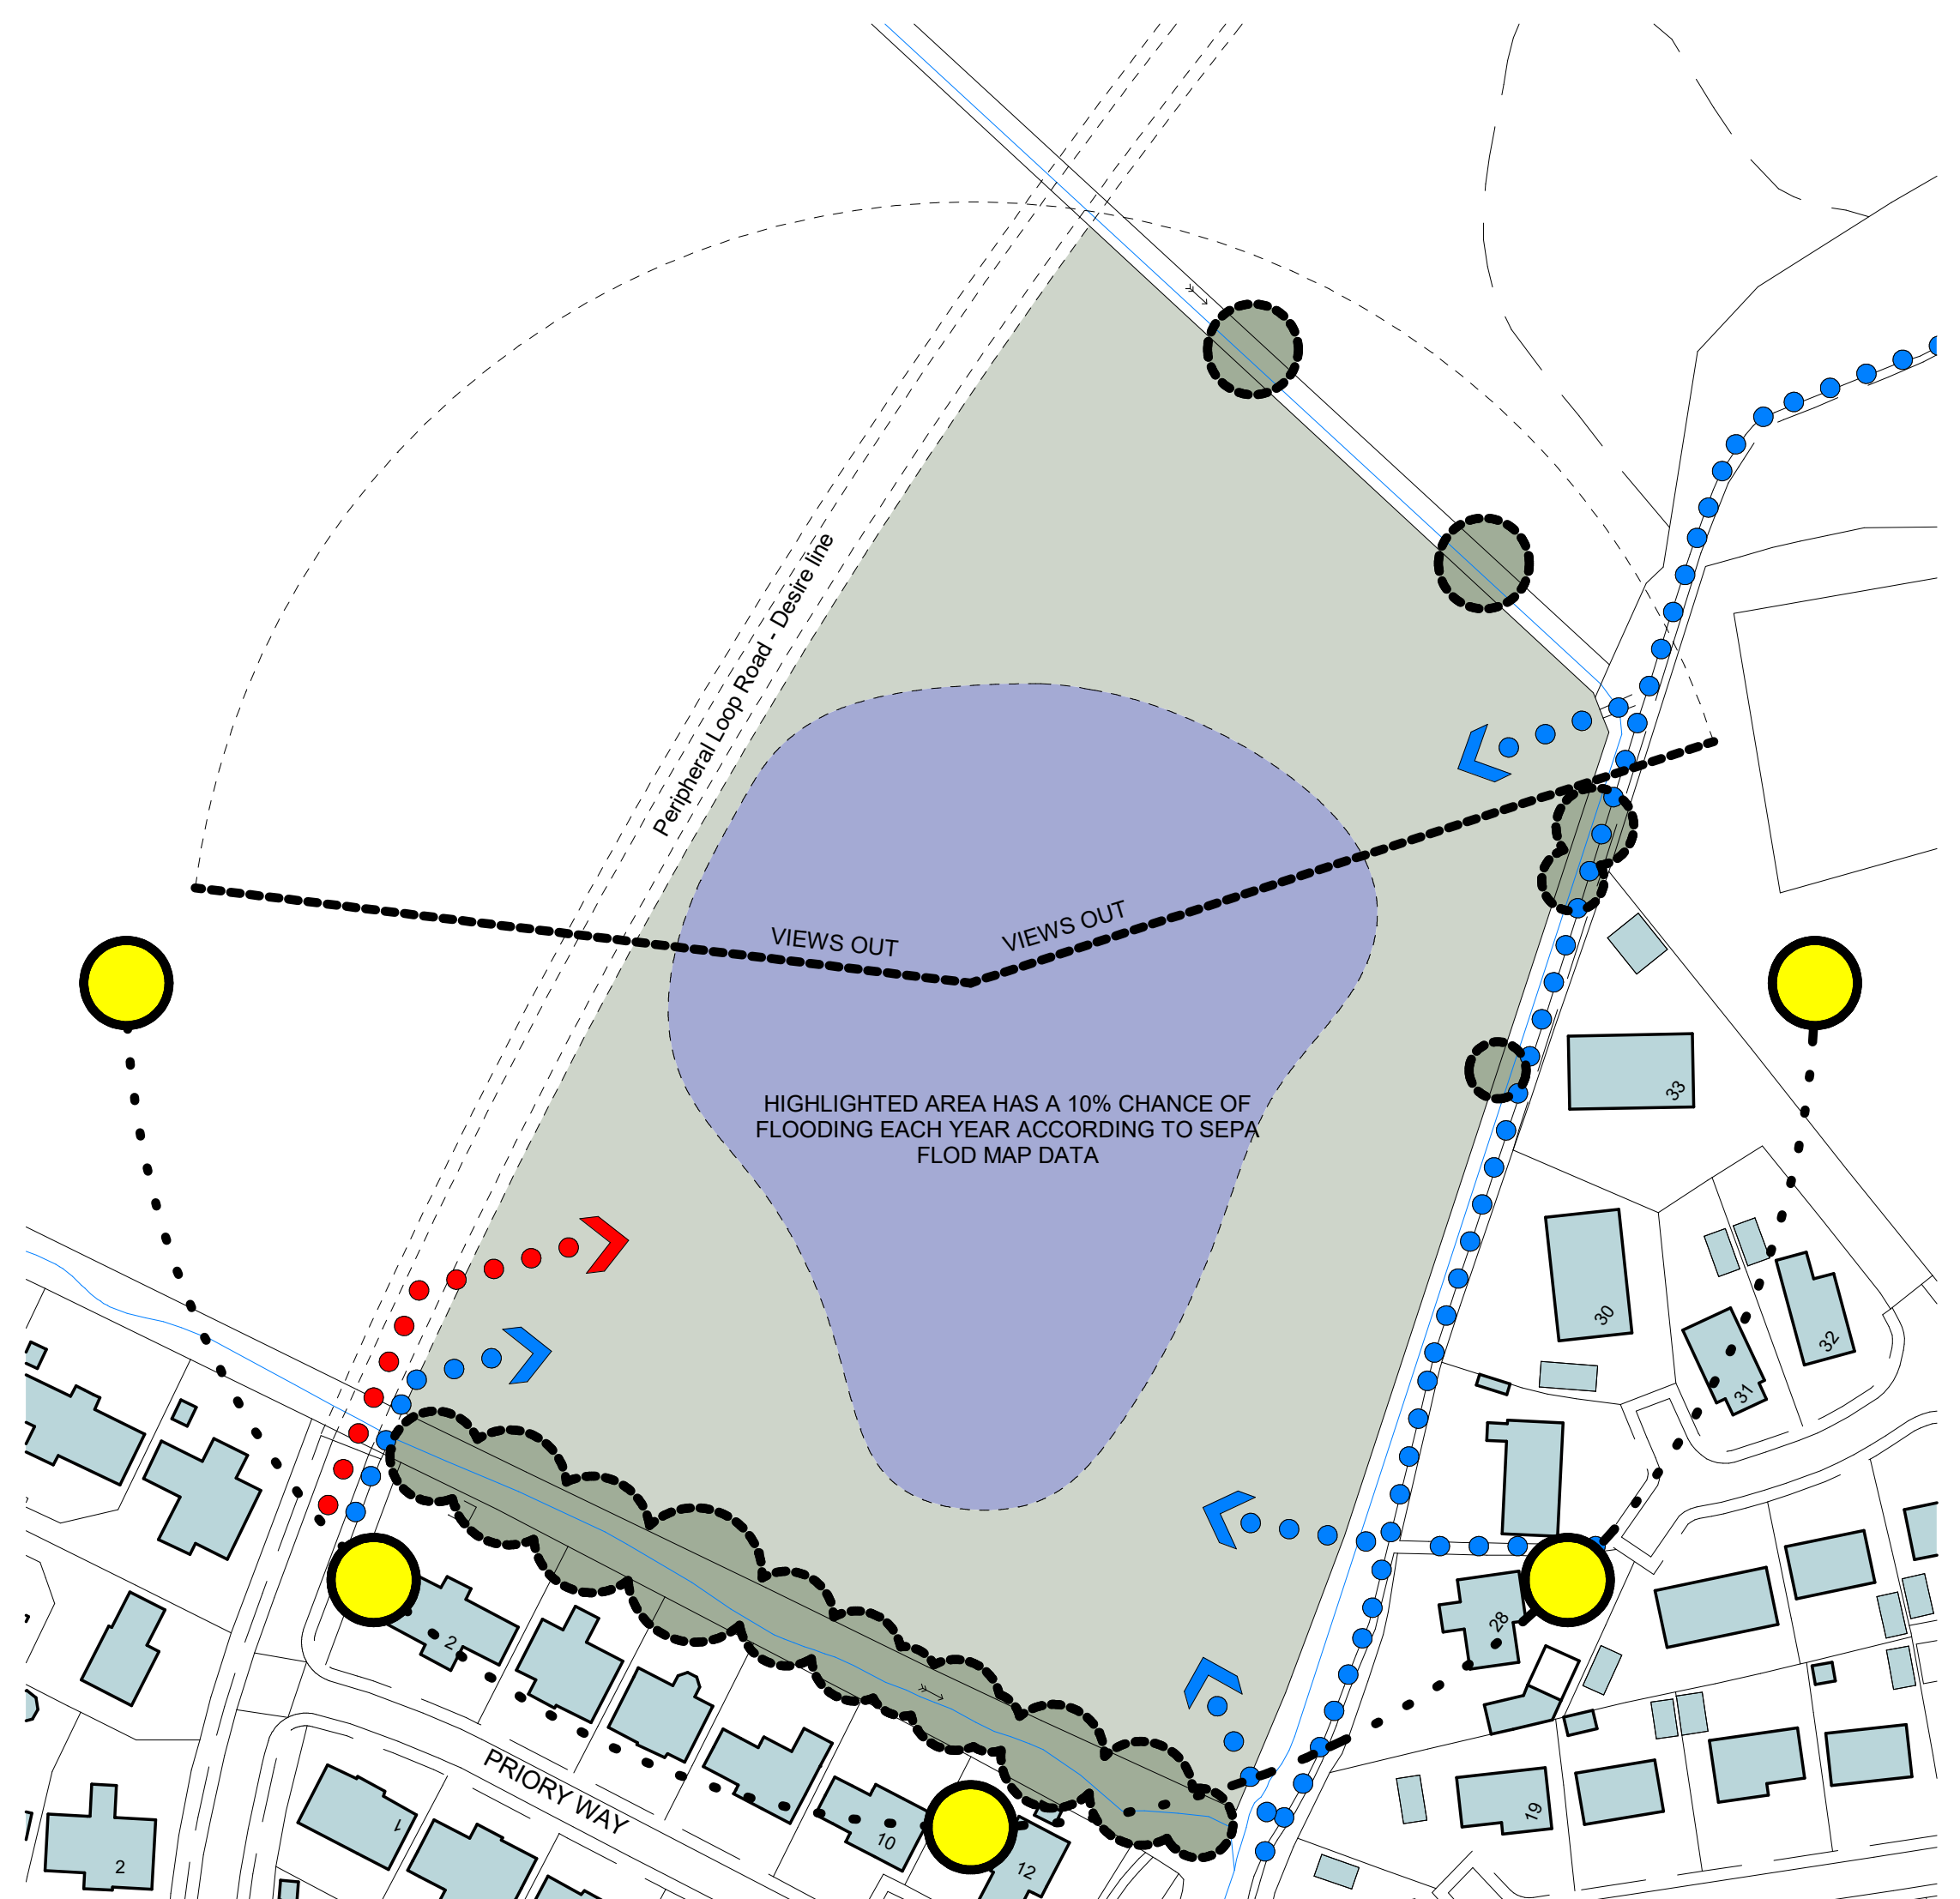 Peripheral Loop Road - Desire line
VIEWS OUT
VIEWS OUT
HIGHLIGHTED AREA HAS A 10% CHANCE OF
FLOODING EACH YEAR ACCORDING TO SEPA
FLOD MAP DATA
33
30
32
31
28
2
PRIORY WAY
1
19
10
12
2